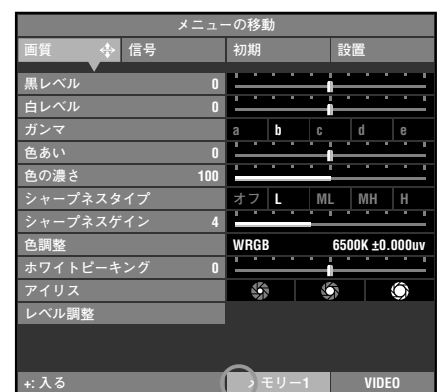 メニューの移動
画質 信号 初期 設置
黒レベル 0
白レベル 0
ガンマ a b c d e
色あい 0
色の濃さ 100
シャープネスタイプ オフ L ML MH H
シャープネスゲイン 4
色調整 WRGB 6500K ±0.000uv
ホワイトピーキング 0
アイリス
レベル調整
+: 入る メモリー1 VIDEO